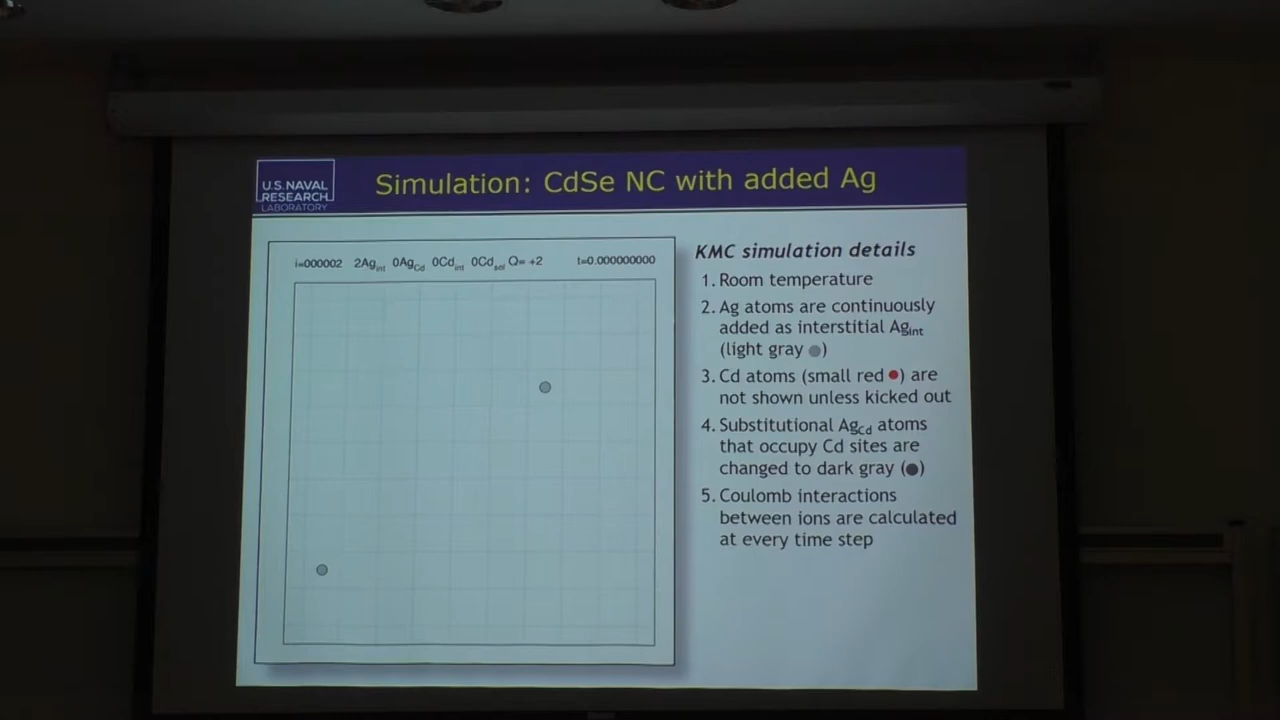 U.S. NAVAL
RESEARCH
LABORATORY
Simulation: CdSe NC with added Ag
i=000002 2Agint 0AgCd 0Cdint 0Cdsol Q= +2 t=0.000000000
KMC simulation details
1. Room temperature
2. Ag atoms are continuously
added as interstitial Agint
(light gray ●)
3. Cd atoms (small red ●) are
not shown unless kicked out
4. Substitutional AgCd atoms
that occupy Cd sites are
changed to dark gray (●)
5. Coulomb interactions
between ions are calculated
at every time step